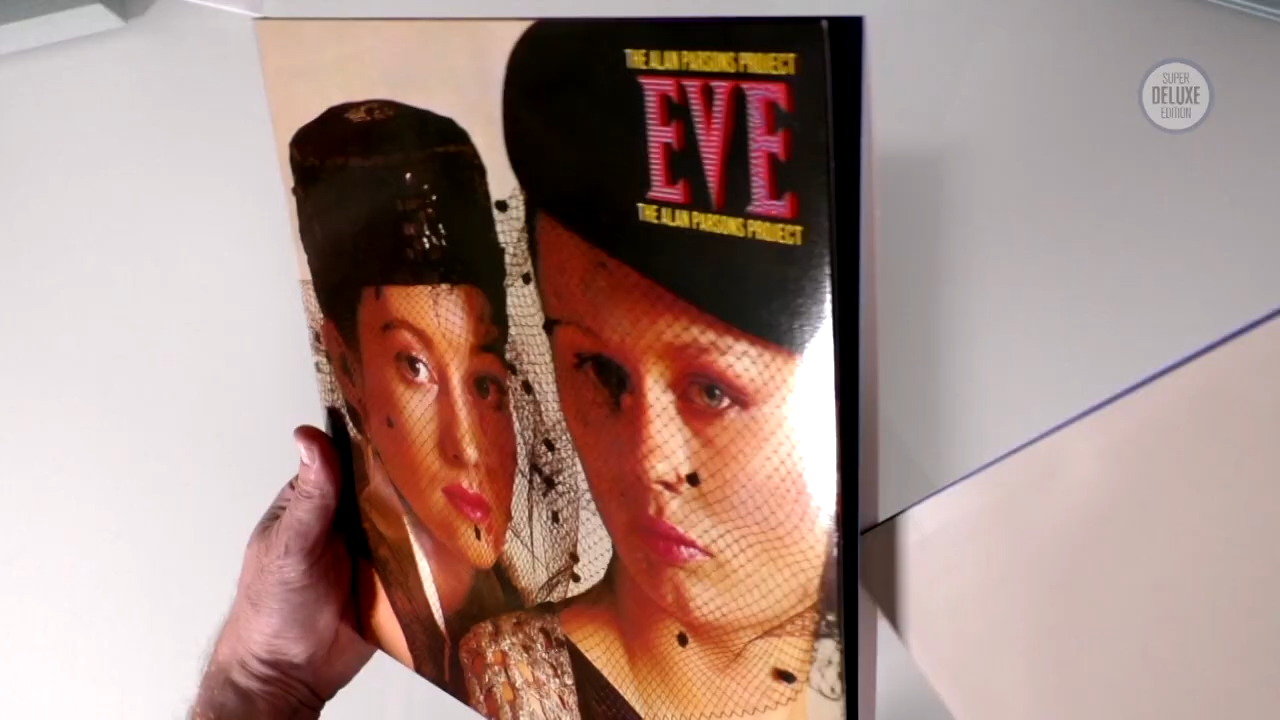 THE ALAN PARSONS PROJECT
EVE
THE ALAN PARSONS PROJECT
SUPER
DELUXE
EDITION